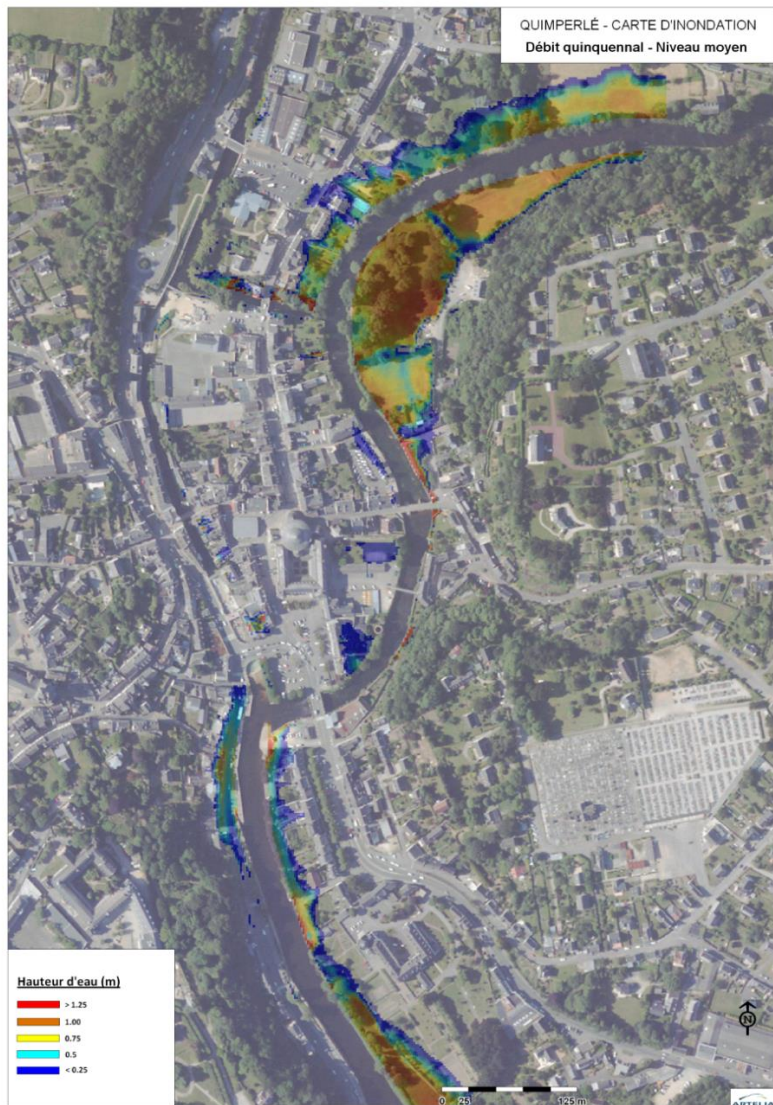 QUIMPERLÉ - CARTE D'INONDATION
Débit quinquennal - Niveau moyen
Hauteur d'eau (m)
> 1.25
1.00
0.75
0.5
< 0.25
N
0 25 125 m
ARTELIA